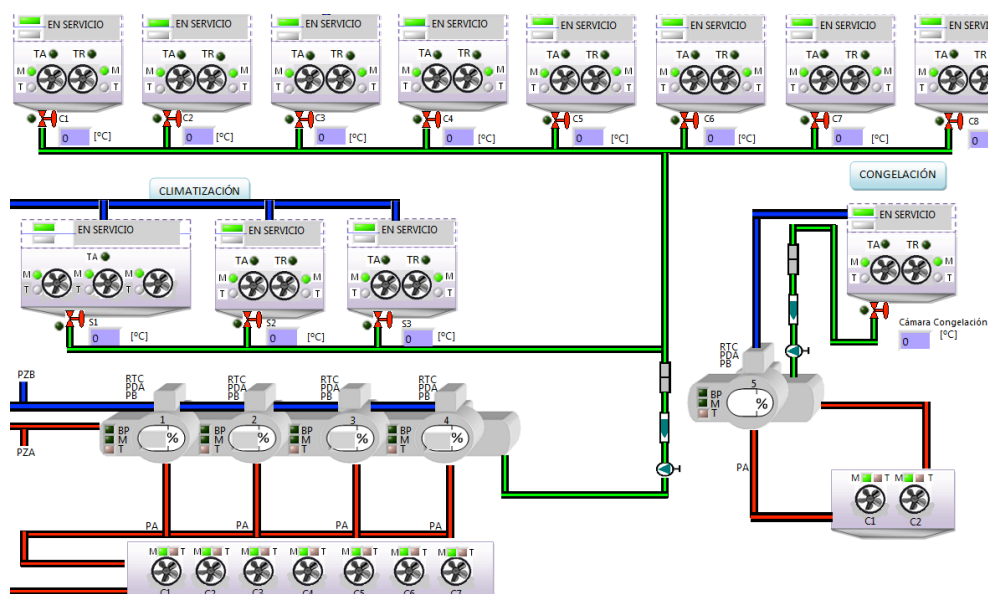 EN SERVICIO EN SERVICIO EN SERVICIO EN SERVICIO EN SERVICIO EN SERVICIO EN SERVICIO EN SERVI
TA TR TA TR TA TR TA TR TA TR TA TR TA TR TA TR
M M M M M M M M M M M M M M M
T T T T T T T T T T T T T T T
C1 C2 C3 C4 C5 C6 C7 C8
0 [ºC] 0 [ºC] 0 [ºC] 0 [ºC] 0 [ºC] 0 [ºC] 0 [ºC] 0
CLIMATIZACIÓN CONGELACIÓN
EN SERVICIO EN SERVICIO EN SERVICIO EN SERVICIO
TA TA TR TA TR TA TR
M M M M M M M M M
T T T T T T T T T
S1 S2 S3
0 [ºC] 0 [ºC] 0 [ºC]
Cámara Congelación
0 [ºC]
PZB
RTC RTC RTC RTC RTC
PDA PDA PDA PDA PDA
PB PB PB PB PB
1 2 3 4 5
BP BP BP BP BP
M % M % M % M % M %
T T T T T
PZA
PA PA PA PA PA
M T M T
C1 C2
M T M T M T M T M T M T M T
C1 C2 C3 C4 C5 C6 C7